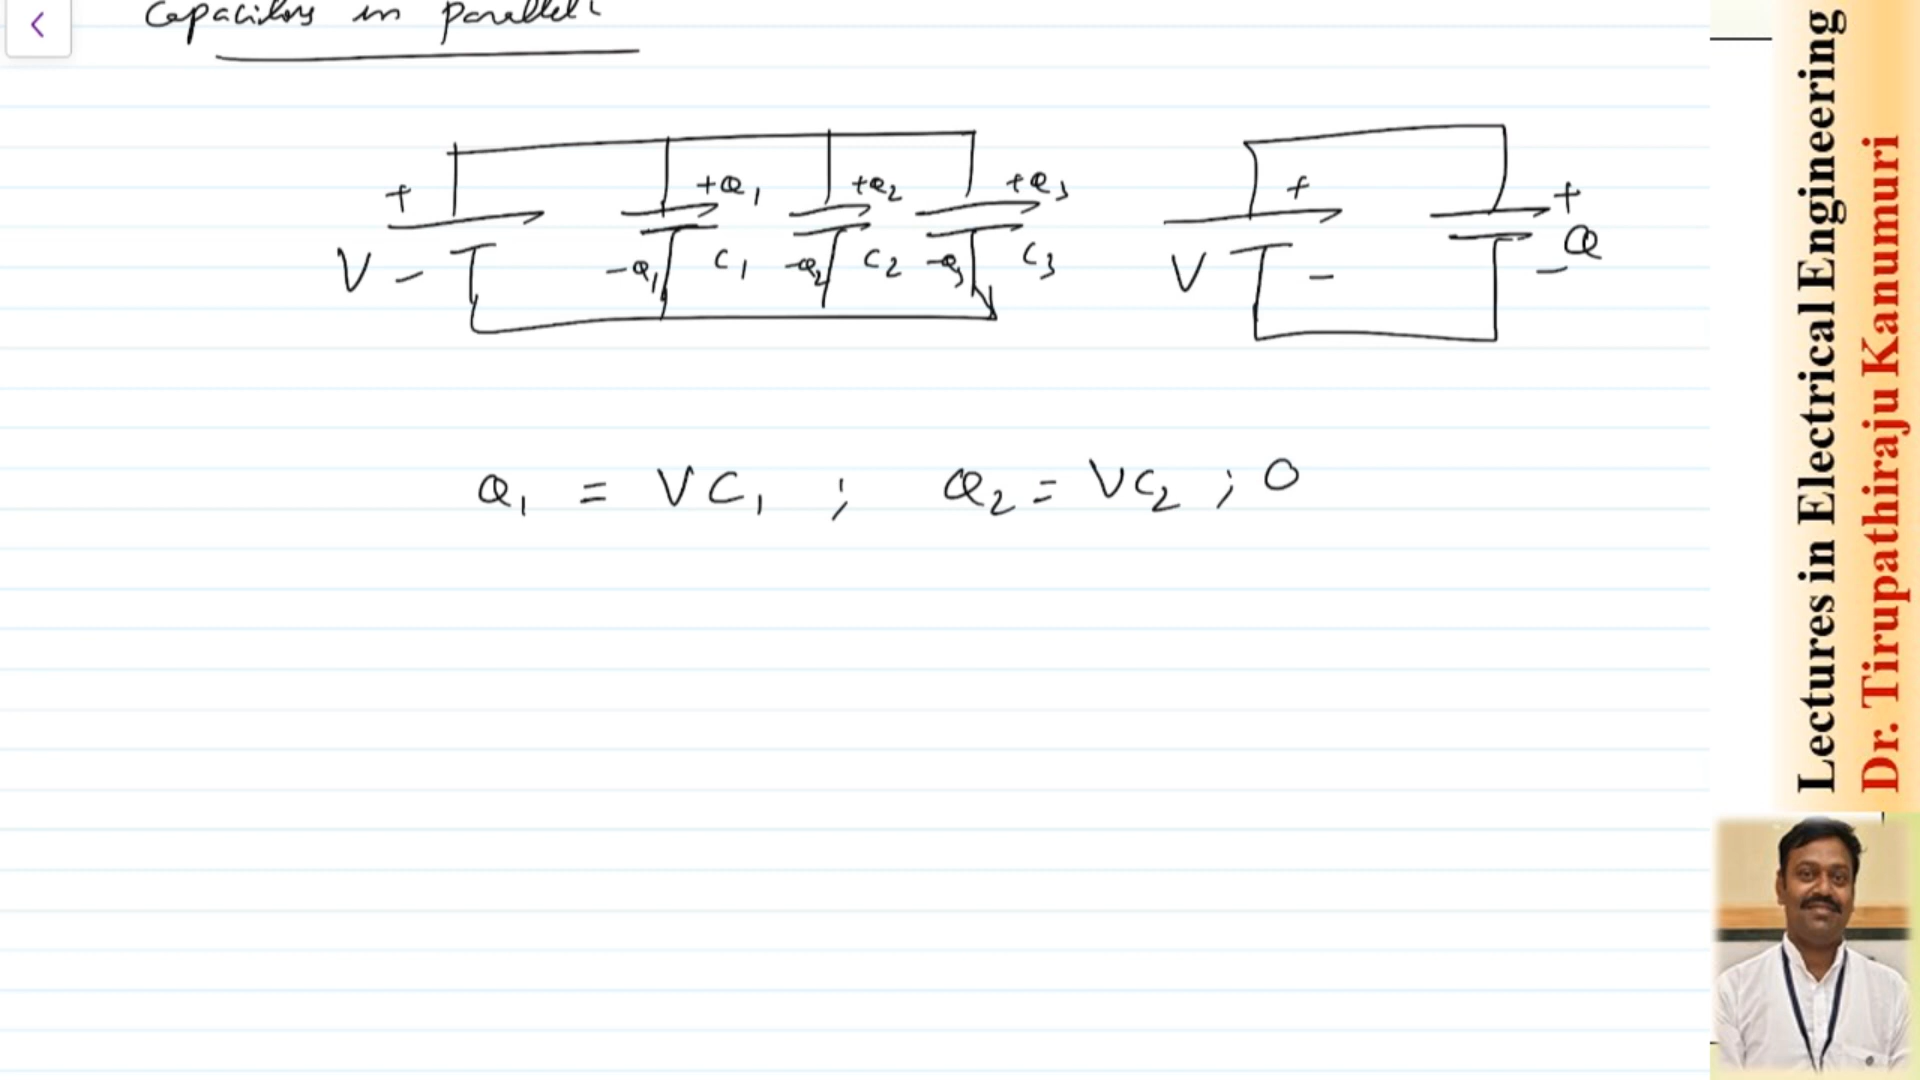 Capacitors in parallel:
+ +Q1 +Q2 +Q3 + +
V - -Q1 C1 -Q2 C2 -Q3 C3 V - - Q
Q1 = VC1 ; Q2 = VC2 ; O
Lectures in Electrical Engineering
Dr. Tirupathiraju Kanumuri